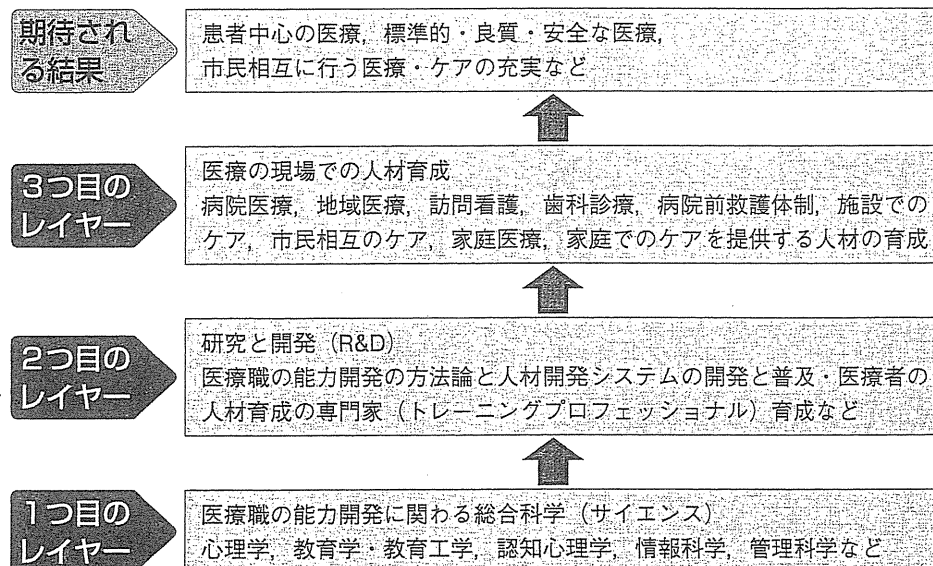 期待され
る結果
患者中心の医療，標準的・良質・安全な医療，
市民相互に行う医療・ケアの充実など
3つ目の
レイヤー
医療の現場での人材育成
病院医療，地域医療，訪問看護，歯科診療，病院前救護体制，施設での
ケア，市民相互のケア，家庭医療，家庭でのケアを提供する人材の育成
2つ目の
レイヤー
研究と開発（R&D）
医療職の能力開発の方法論と人材開発システムの開発と普及・医療者の
人材育成の専門家（トレーニングプロフェッショナル）育成など
1つ目の
レイヤー
医療職の能力開発に関わる総合科学（サイエンス）
心理学，教育学・教育工学，認知心理学，情報科学，管理科学など